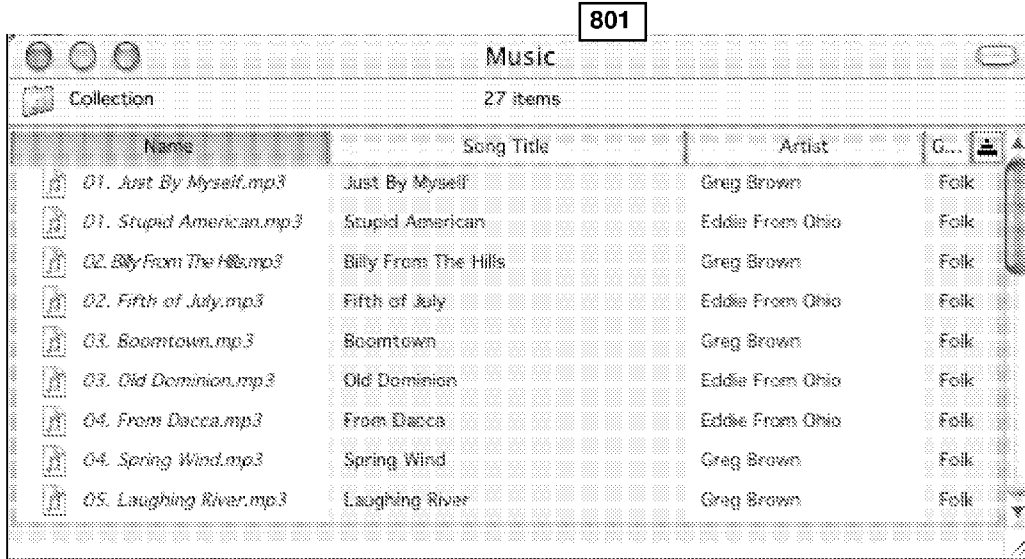 801
Music
Collection 27 items
Name Song Title Artist G...
01. Just By Myself.mp3 Just By Myself Greg Brown Folk
01. Stupid American.mp3 Stupid American Eddie From Ohio Folk
02. Billy From The Hills.mp3 Billy From The Hills Greg Brown Folk
02. Fifth of July.mp3 Fifth of July Eddie From Ohio Folk
03. Boomtown.mp3 Boomtown Greg Brown Folk
03. Old Dominion.mp3 Old Dominion Eddie From Ohio Folk
04. From Dacca.mp3 From Dacca Eddie From Ohio Folk
04. Spring Wind.mp3 Spring Wind Greg Brown Folk
05. Laughing River.mp3 Laughing River Greg Brown Folk